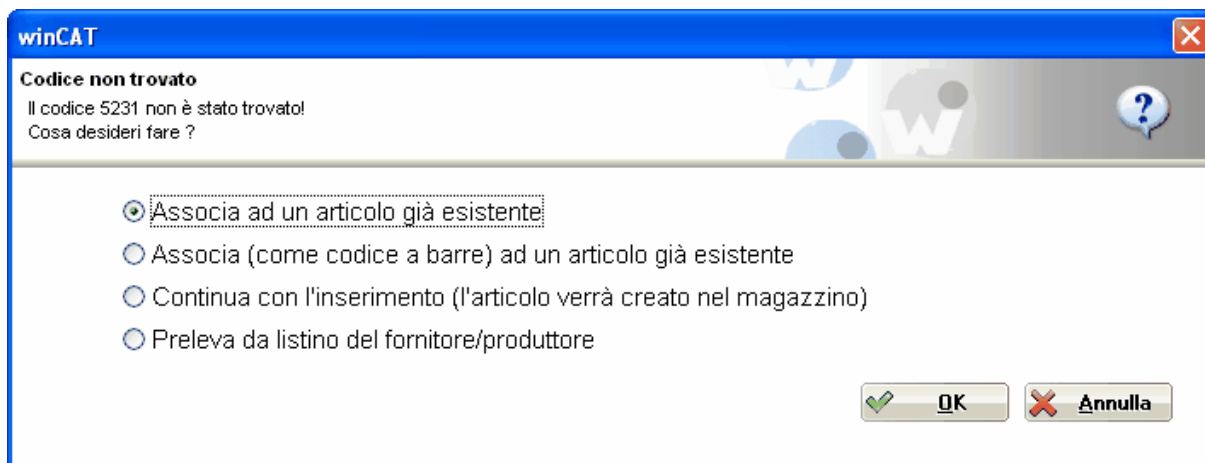 winCAT
Codice non trovato
Il codice 5231 non è stato trovato!
Cosa desideri fare ?
Associa ad un articolo già esistente
Associa (come codice a barre) ad un articolo già esistente
Continua con l'inserimento (l'articolo verrà creato nel magazzino)
Preleva da listino del fornitore/produttore
OK
Annulla